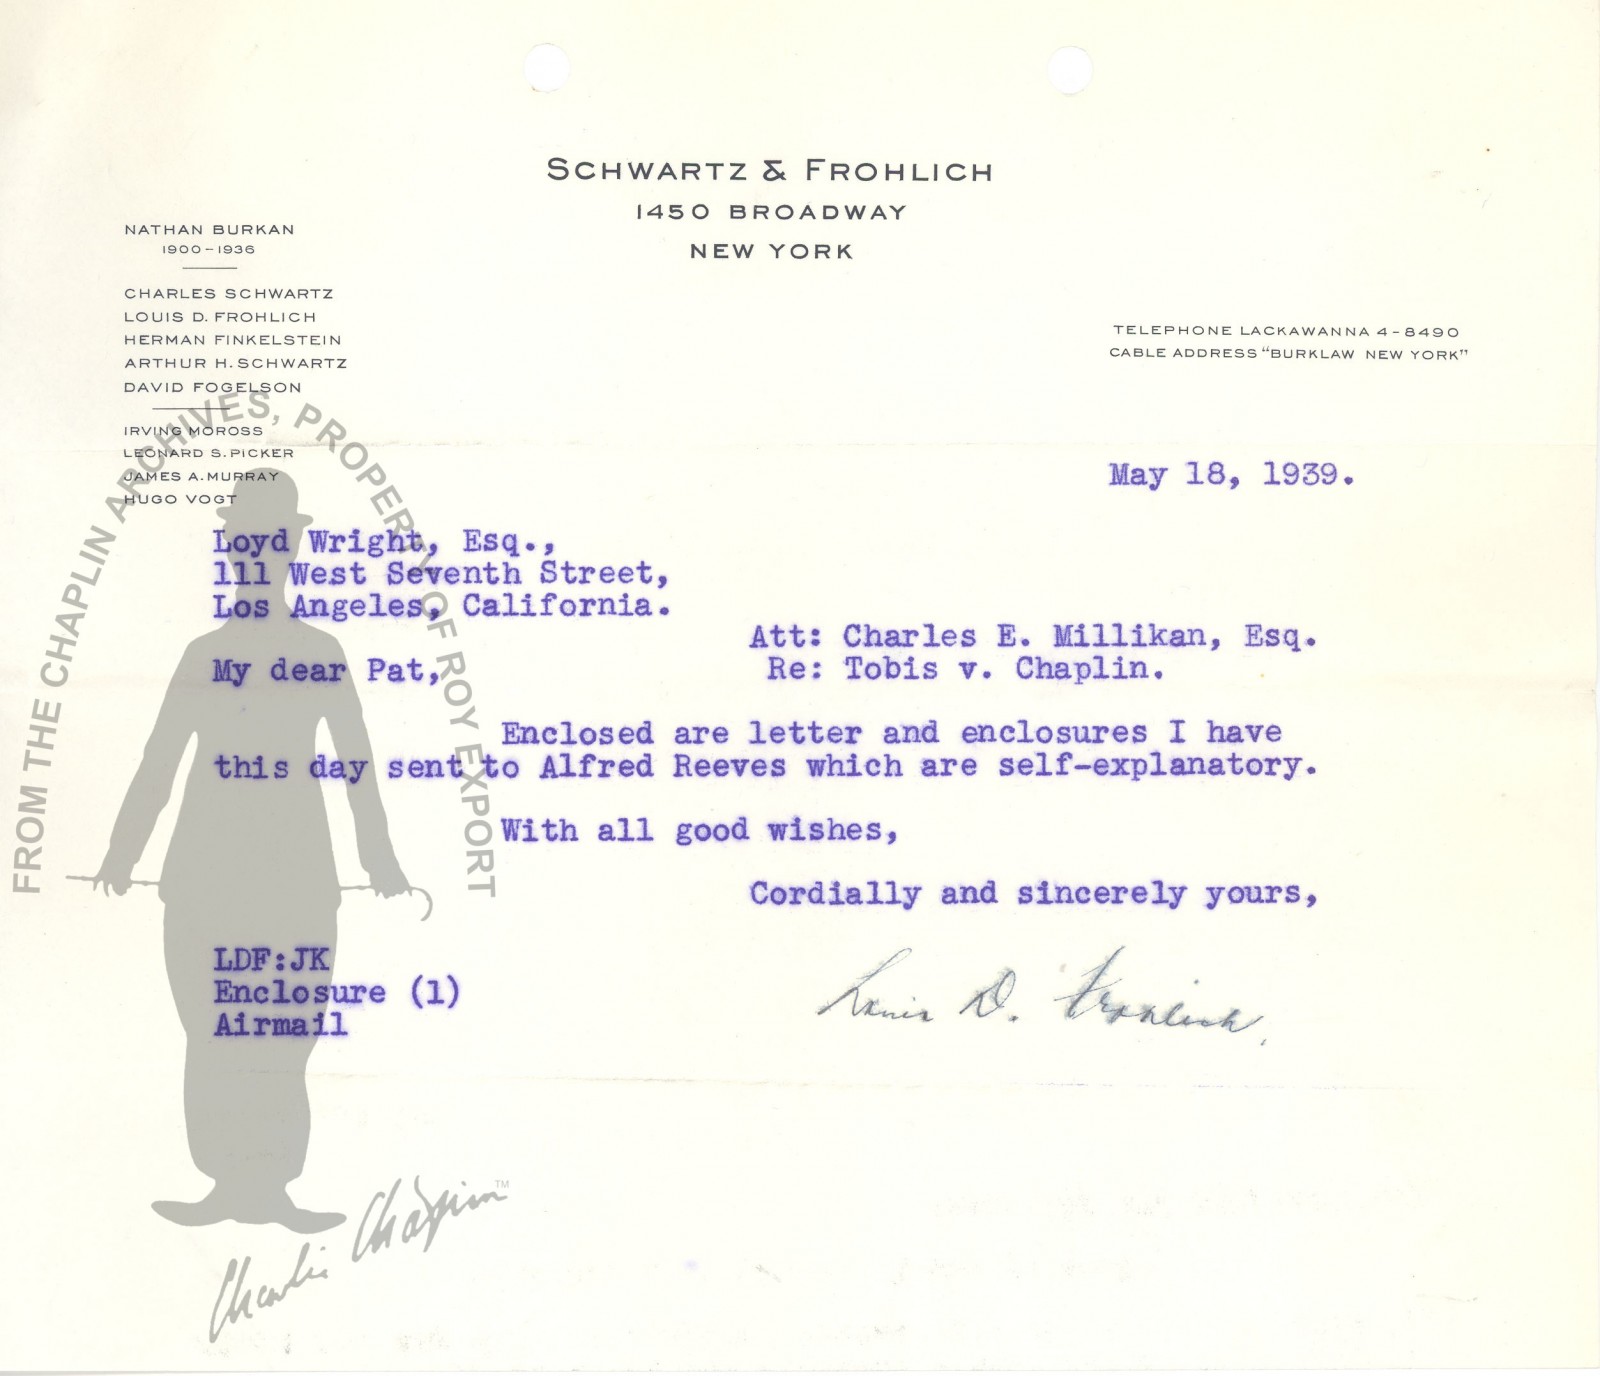 SCHWARTZ & FROHLICH
1450 BROADWAY
NEW YORK
NATHAN BURKAN
1900-1936
CHARLES SCHWARTZ
LOUIS D. FROHLICH
HERMAN FINKELSTEIN
ARTHUR H. SCHWARTZ
DAVID FOGELSON
IRVING MOROSS
LEONARD S. PICKER
JAMES A. MURRAY
HUGO VOGT
TELEPHONE LACKAWANNA 4-8490
CABLE ADDRESS "BURKLAW NEW YORK"
May 18, 1939.
Loyd Wright, Esq.,
111 West Seventh Street,
Los Angeles, California.
Att: Charles E. Millikan, Esq.
Re: Tobis v. Chaplin.
My dear Pat,
Enclosed are letter and enclosures I have
this day sent to Alfred Reeves which are self-explanatory.
With all good wishes,
Cordially and sincerely yours,
Louis D. Frohlich.
LDF:JK
Enclosure (1)
Airmail
FROM THE CHAPLIN ARCHIVES, PROPERTY OF ROY EXPORT
Charlie Chaplin TM